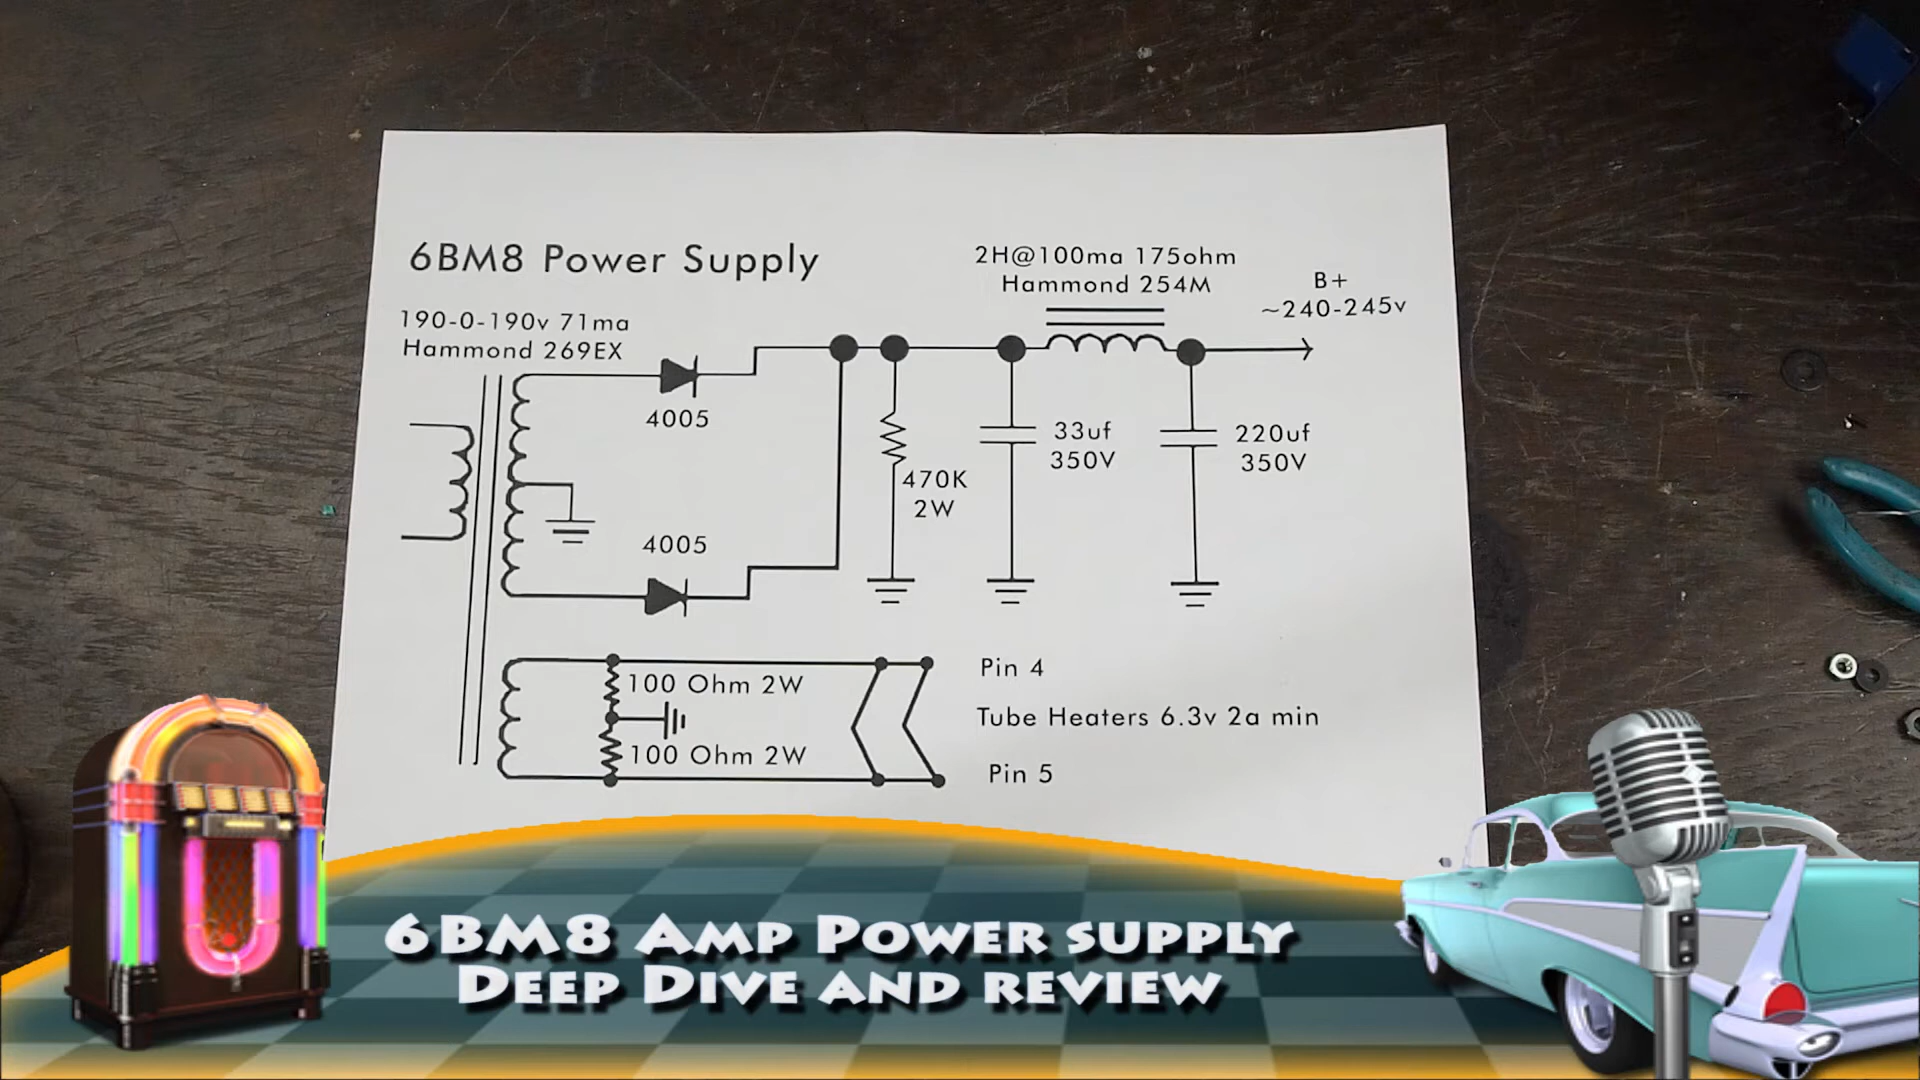 6BM8 Power Supply
2H@100ma 175ohm
Hammond 254M
B+
~240-245v
190-0-190v 71ma
Hammond 269EX
4005
33uf
350V
220uf
350V
470K
2W
4005
100 Ohm 2W
Pin 4
Tube Heaters 6.3v 2a min
100 Ohm 2W
Pin 5
6BM8 Amp Power supply
Deep Dive and review